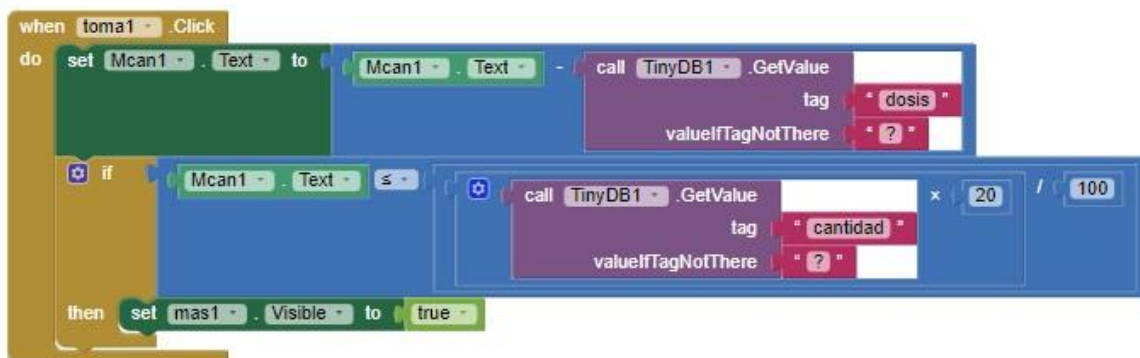 when toma1 .Click
do set Mcan1 . Text to Mcan1 . Text - call TinyDB1 .GetValue
tag " dosis "
valueIfTagNotThere " ? "
if Mcan1 . Text ≤ call TinyDB1 .GetValue × 20 / 100
tag " cantidad "
valueIfTagNotThere " ? "
then set mas1 . Visible to true